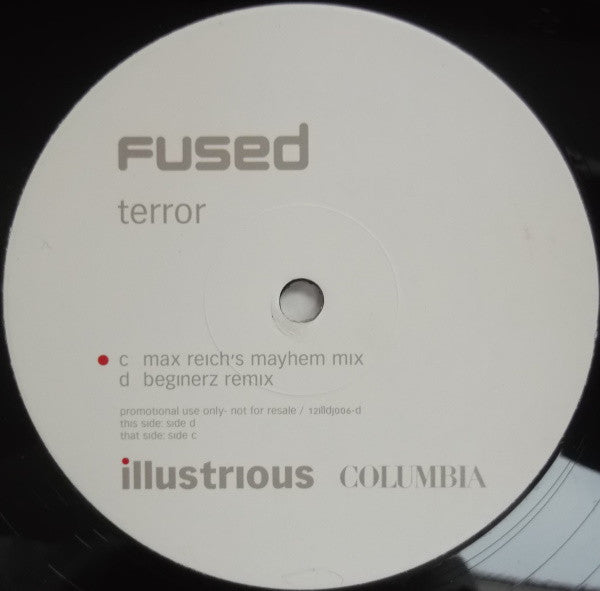 fused
terror
c max reich's mayhem mix
d beginerz remix
promotional use only- not for resale / 12illdj006-d
this side: side d
that side: side c
illustrious COLUMBIA